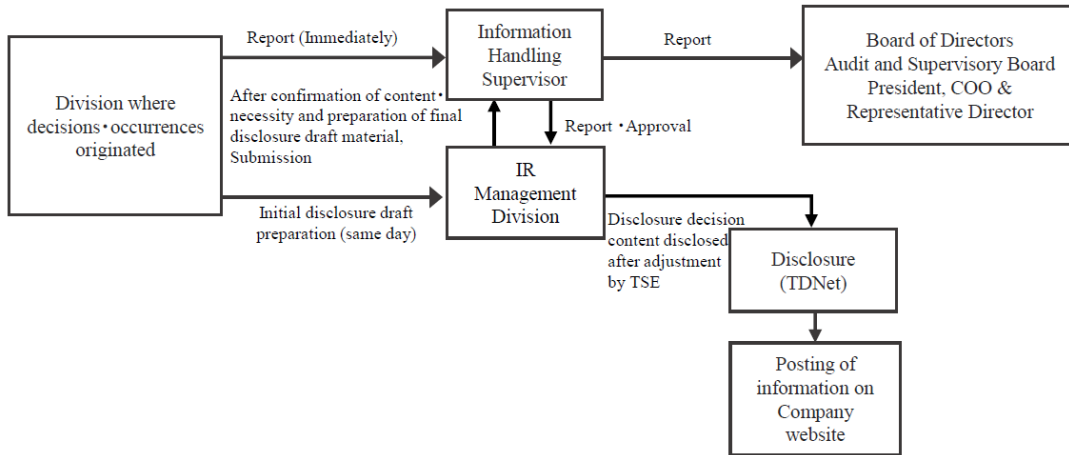 Division where
decisions・occurrences
originated
Report (Immediately)
After confirmation of content・
necessity and preparation of final
disclosure draft material,
Submission
Initial disclosure draft
preparation (same day)
Information
Handling
Supervisor
Report・Approval
IR
Management
Division
Report
Board of Directors
Audit and Supervisory Board
President, COO &
Representative Director
Disclosure decision
content disclosed
after adjustment
by TSE
Disclosure
(TDNet)
Posting of
information on
Company
website